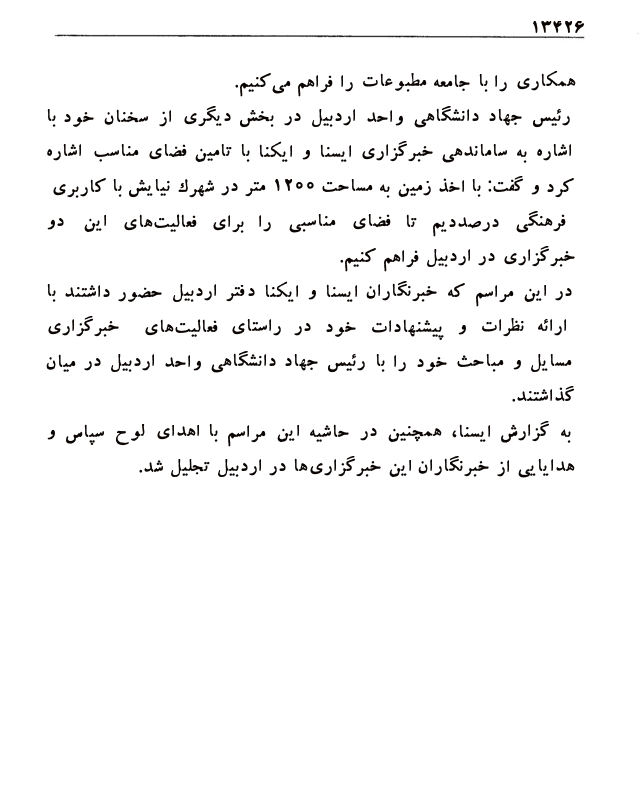 ۱۳۴۲۶
همکاری را با جامعه مطبوعات را فراهم می‌کنیم.
رئیس جهاد دانشگاهی واحد اردبیل در بخش دیگری از سخنان خود با
اشاره به ساماندهی خبرگزاری ایسنا و ایکنا با تامین فضای مناسب اشاره
کرد و گفت: با اخذ زمین به مساحت ۱۲۰۰ متر در شهرك نیایش با کاربری
فرهنگی درصددیم تا فضای مناسبی را برای فعالیت‌های این دو
خبرگزاری در اردبیل فراهم کنیم.
در این مراسم که خبرنگاران ایسنا و ایکنا دفتر اردبیل حضور داشتند با
ارائه نظرات و پیشنهادات خود در راستای فعالیت‌های خبرگزاری
مسایل و مباحث خود را با رئیس جهاد دانشگاهی واحد اردبیل در میان
گذاشتند.
به گزارش ایسنا، همچنین در حاشیه این مراسم با اهدای لوح سپاس و
هدایایی از خبرنگاران این خبرگزاری‌ها در اردبیل تجلیل شد.